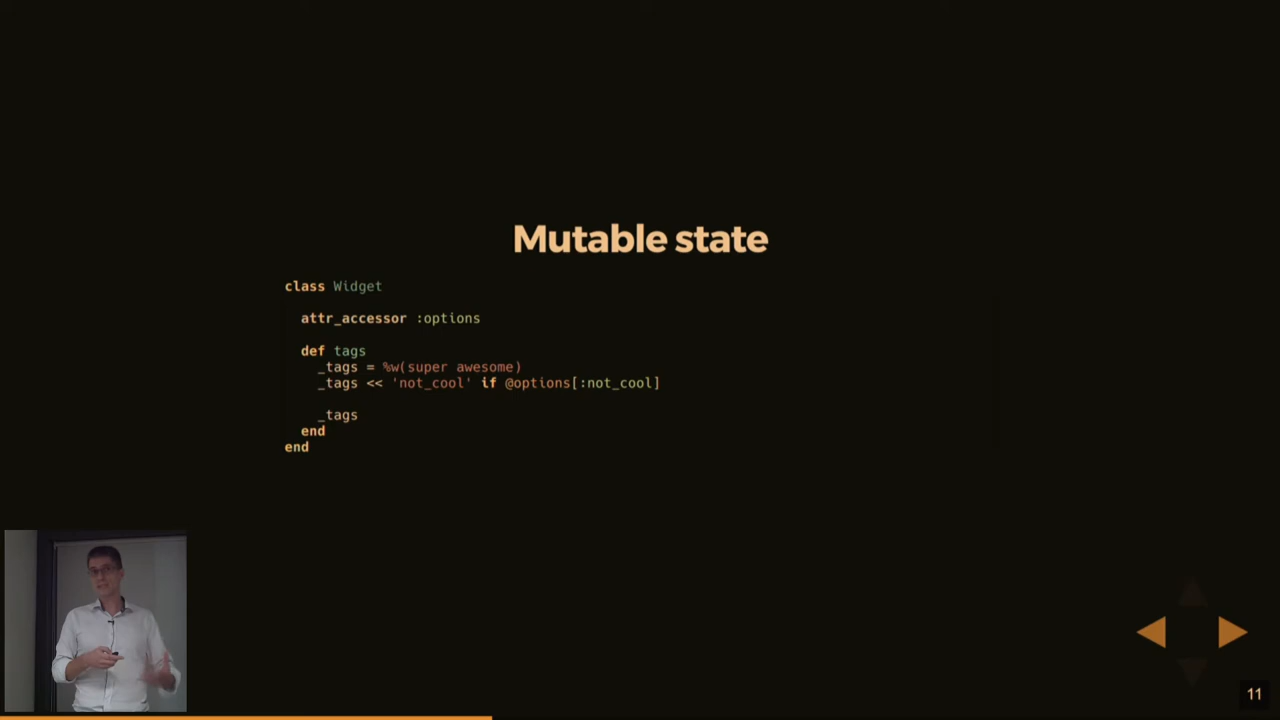 Mutable state
class Widget
attr_accessor :options
def tags
_tags = %w(super awesome)
_tags << 'not_cool' if @options[:not_cool]
_tags
end
end
11